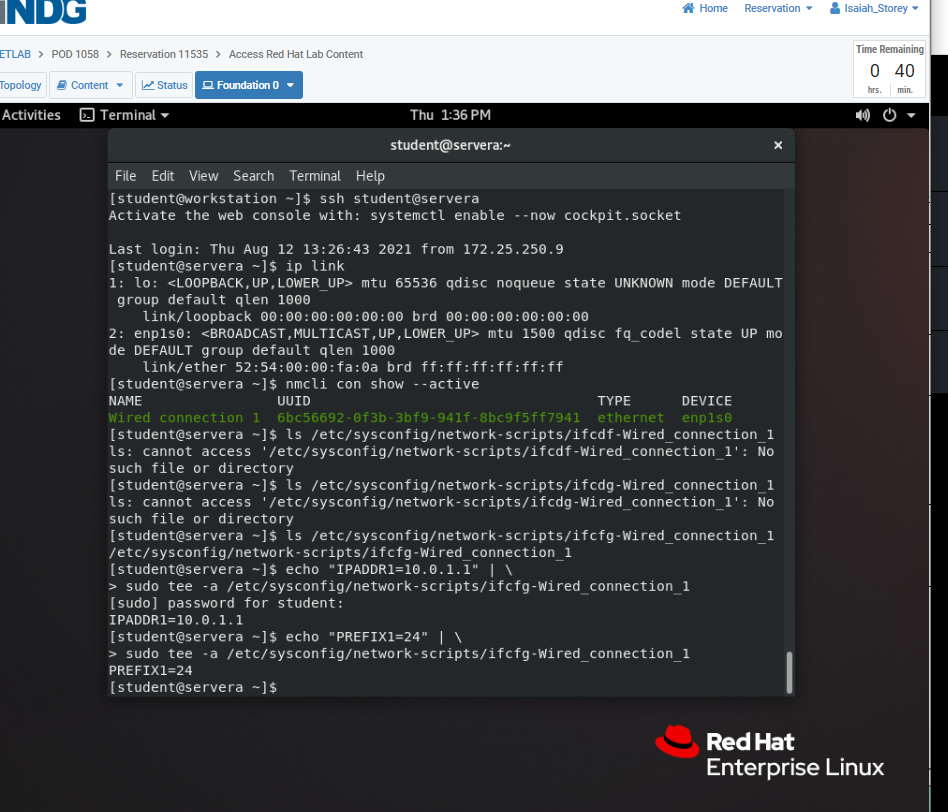 NDG
Home Reservation Isaiah_Storey
ETLAB > POD 1058 > Reservation 11535 > Access Red Hat Lab Content
Time Remaining
0 40
hrs. min.
Topology Content Status Foundation 0
Activities Terminal Thu 1:36 PM
student@servera:~ ×
File Edit View Search Terminal Help
[student@workstation ~]$ ssh student@servera
Activate the web console with: systemctl enable --now cockpit.socket
Last login: Thu Aug 12 13:26:43 2021 from 172.25.250.9
[student@servera ~]$ ip link
1: lo: <LOOPBACK,UP,LOWER_UP> mtu 65536 qdisc noqueue state UNKNOWN mode DEFAULT
group default qlen 1000
link/loopback 00:00:00:00:00:00 brd 00:00:00:00:00:00
2: enp1s0: <BROADCAST,MULTICAST,UP,LOWER_UP> mtu 1500 qdisc fq_codel state UP mo
de DEFAULT group default qlen 1000
link/ether 52:54:00:00:fa:0a brd ff:ff:ff:ff:ff:ff
[student@servera ~]$ nmcli con show --active
NAME UUID TYPE DEVICE
Wired connection 1 6bc56692-0f3b-3bf9-941f-8bc9f5ff7941 ethernet enp1s0
[student@servera ~]$ ls /etc/sysconfig/network-scripts/ifcdf-Wired_connection_1
ls: cannot access '/etc/sysconfig/network-scripts/ifcdf-Wired_connection_1': No
such file or directory
[student@servera ~]$ ls /etc/sysconfig/network-scripts/ifcdg-Wired_connection_1
ls: cannot access '/etc/sysconfig/network-scripts/ifcdg-Wired_connection_1': No
such file or directory
[student@servera ~]$ ls /etc/sysconfig/network-scripts/ifcfg-Wired_connection_1
/etc/sysconfig/network-scripts/ifcfg-Wired_connection_1
[student@servera ~]$ echo "IPADDR1=10.0.1.1" | \
> sudo tee -a /etc/sysconfig/network-scripts/ifcfg-Wired_connection_1
[sudo] password for student:
IPADDR1=10.0.1.1
[student@servera ~]$ echo "PREFIX1=24" | \
> sudo tee -a /etc/sysconfig/network-scripts/ifcfg-Wired_connection_1
PREFIX1=24
[student@servera ~]$
Red Hat
Enterprise Linux